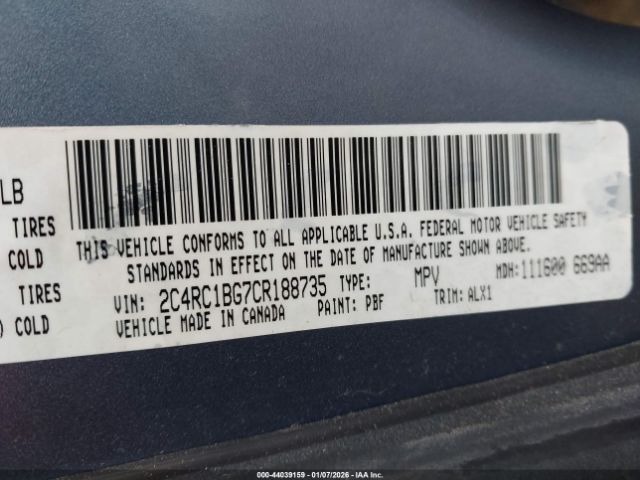 LB
TIRES
COLD
TIRES
) COLD
THIS VEHICLE CONFORMS TO ALL APPLICABLE U.S.A. FEDERAL MOTOR VEHICLE SAFETY
STANDARDS IN EFFECT ON THE DATE OF MANUFACTURE SHOWN ABOVE.
VIN: 2C4RC1BG7CR188735 TYPE: MPV MDH: 111600 669AA
VEHICLE MADE IN CANADA PAINT: PBF TRIM: ALX1
000-44039159 — 01/07/2026 — IAA Inc.